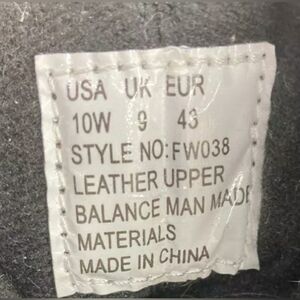 USA UK EUR
10W 9 43
STYLE NO:FW038
LEATHER UPPER
BALANCE MAN MADE
MATERIALS
MADE IN CHINA